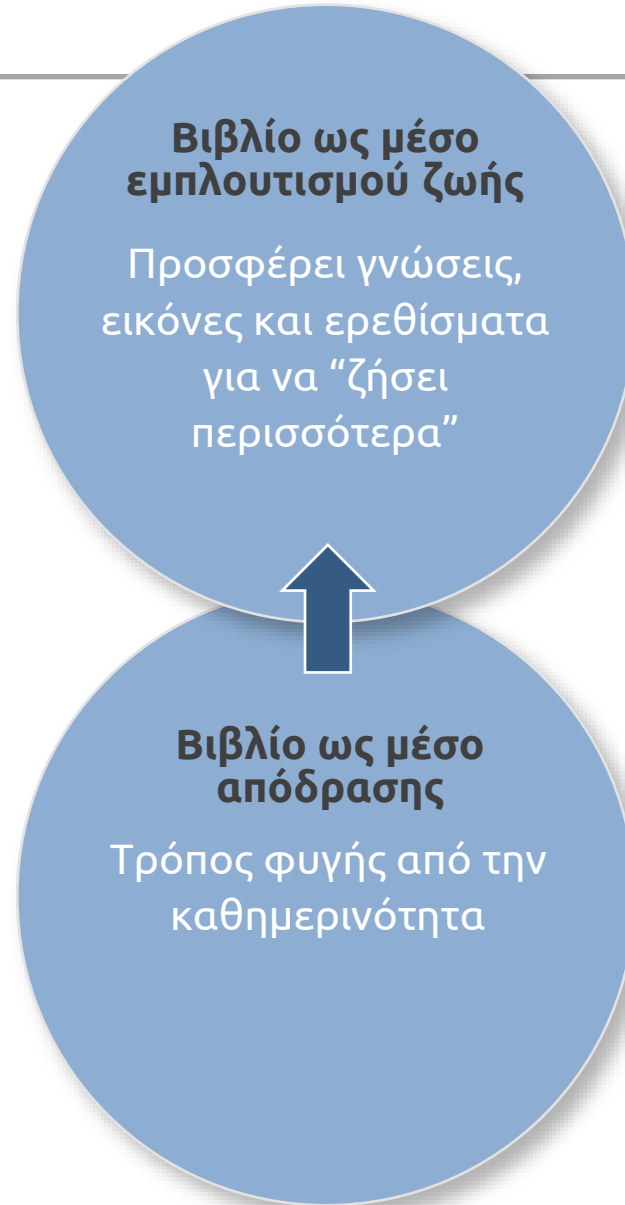 Βιβλίο ως μέσο
εμπλουτισμού ζωής
Προσφέρει γνώσεις,
εικόνες και ερεθίσματα
για να “ζήσει
περισσότερα”
Βιβλίο ως μέσο
απόδρασης
Τρόπος φυγής από την
καθημερινότητα